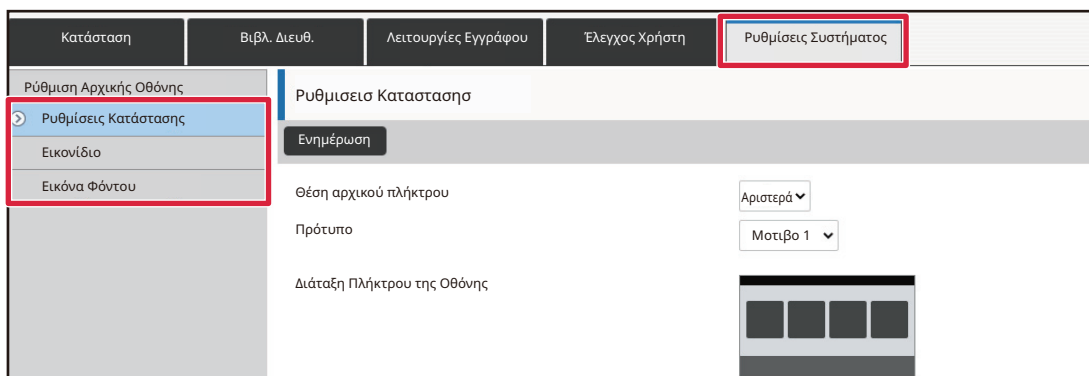 Κατάσταση
Βιβλ. Διευθ.
Λειτουργίες Εγγράφου
Έλεγχος Χρήστη
Ρυθμίσεις Συστήματος
Ρύθμιση Αρχικής Οθόνης
Ρυθμίσεις Κατάστασης
Εικονίδιο
Εικόνα Φόντου
Ρυθμισεισ Καταστασησ
Ενημέρωση
Θέση αρχικού πλήκτρου
Αριστερά
Πρότυπο
Μοτιβο 1
Διάταξη Πλήκτρου της Οθόνης